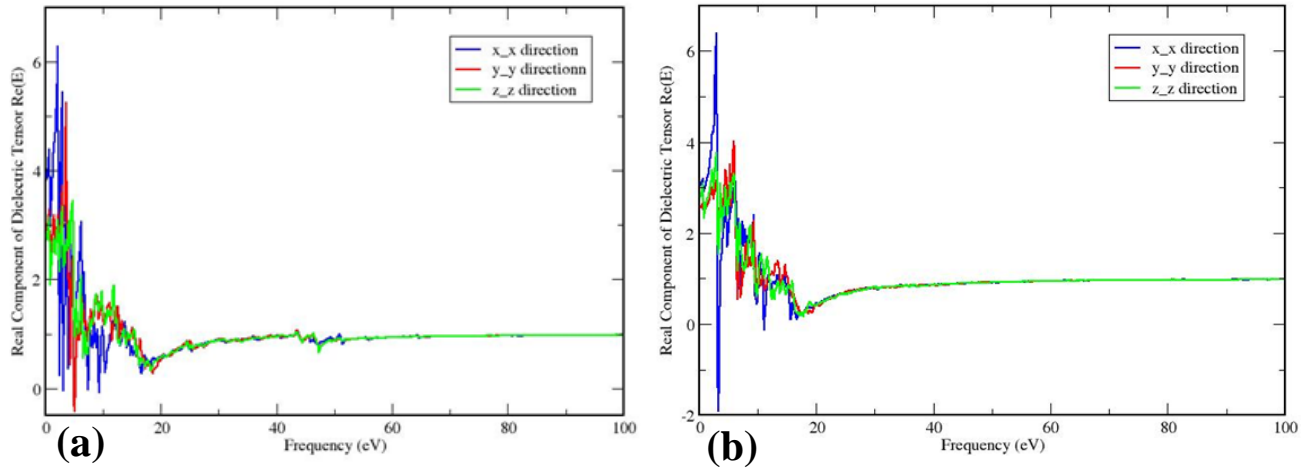 Real Component of Dielectric Tensor Re(E)
6
4
2
0
x_x direction
y_y directionn
z_z direction
0
20
40
60
80
100
Frequency (eV)
(a)
Real Component of Dielectric Tensor Re(E)
6
4
2
0
-2
x_x direction
y_y direction
z_z direction
0
20
40
60
80
100
Frequency (eV)
(b)